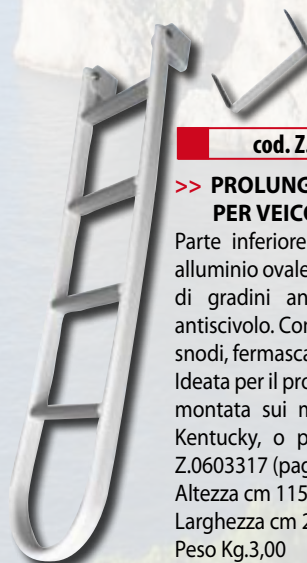 cod. Z.
>> PROLUNG
PER VEICO
Parte inferiore
alluminio ovale
di gradini an
antiscivolo. Con
snodi, fermasca
Ideata per il pro
montata sui m
Kentucky, o p
Z.0603317 (pag
Altezza cm 115
Larghezza cm 2
Peso Kg.3,00